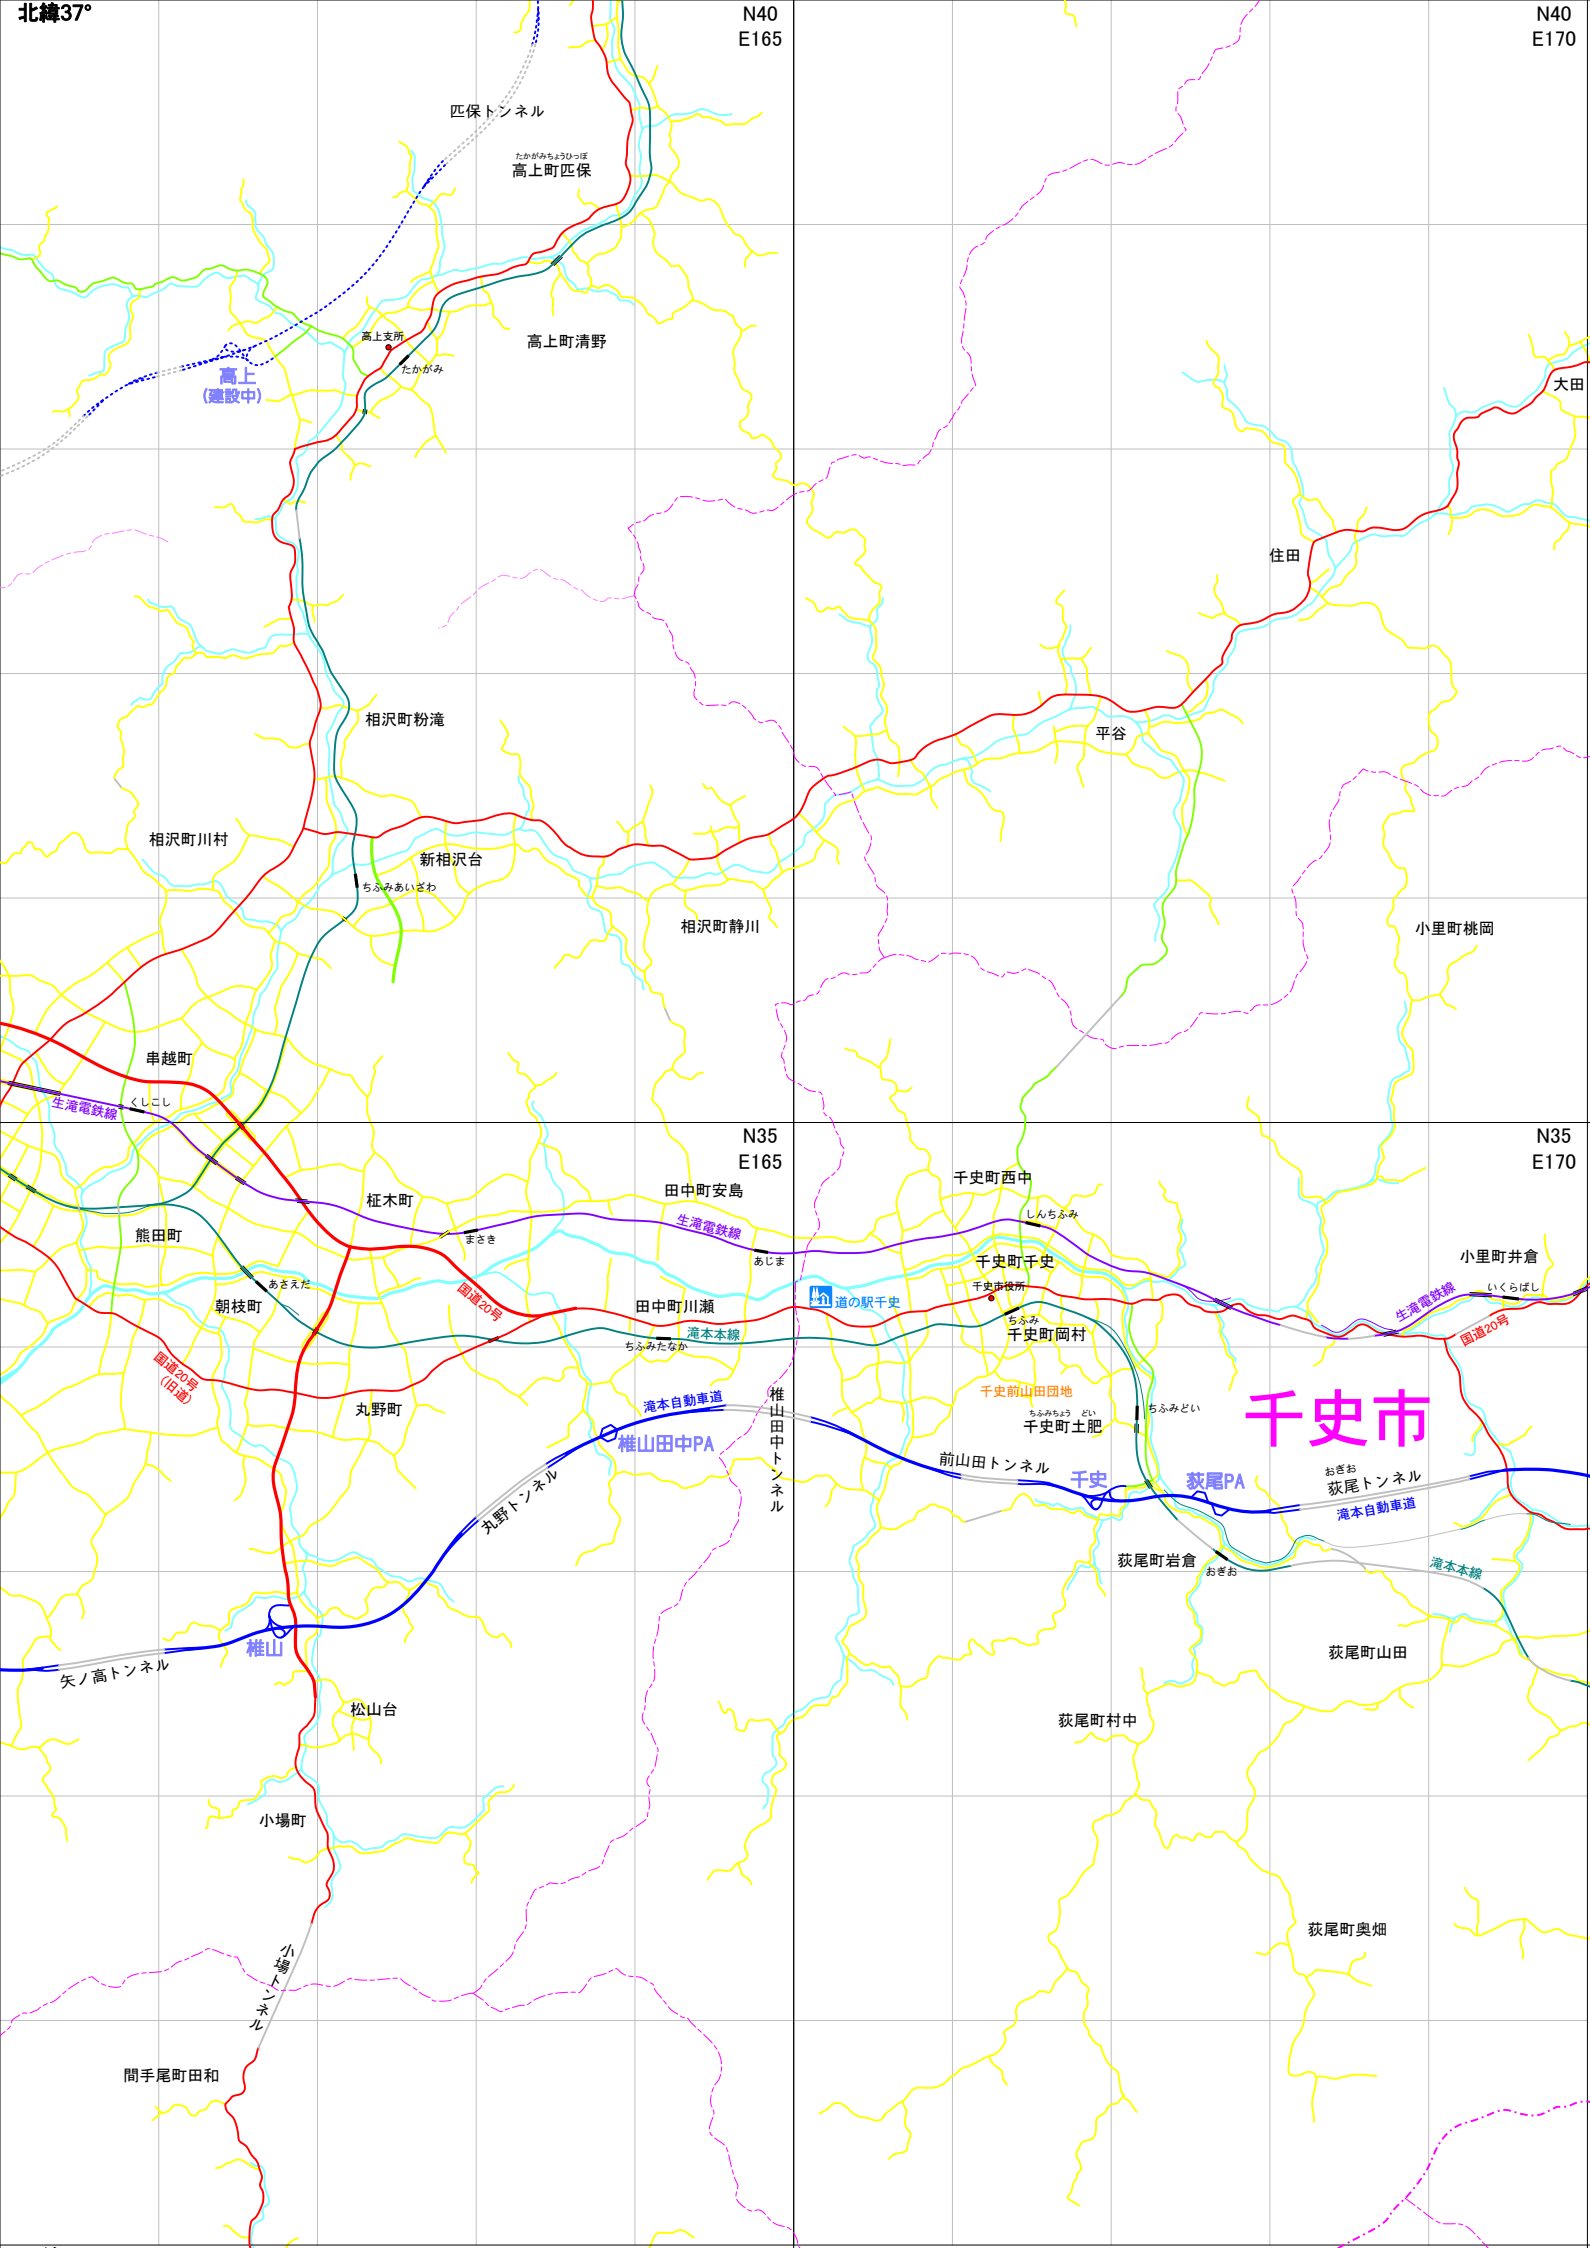 北緯37°
N40
E165
N40
E170
匹保トンネル
たかがみちょうひっぽ
高上町匹保
高上支所
高上町清野
たかがみ
高上
(建設中)
大田
住田
相沢町粉滝
平谷
相沢町川村
新相沢台
ちふみあいざわ
相沢町静川
小里町桃岡
串越町
くしこし
生滝電鉄線
N35
E165
N35
E170
千史町西中
田中町安島
柾木町
しんちふみ
生滝電鉄線
熊田町
まさき
あじま
千史町千史
小里町井倉
あさえだ
千史市役所
いくらばし
国道20号
道の駅千史
生滝電鉄線
朝枝町
田中町川瀬
ちふみ
滝本本線
千史町岡村
国道20号
ちふみたなか
国道20号
(旧道)
千史前山田団地
滝本自動車道
椎山田中トンネル
丸野町
ちふみちょう どい
千史町土肥
ちふみどい
千史市
椎山田中PA
前山田トンネル
千史
荻尾PA
おぎお
荻尾トンネル
滝本自動車道
丸野トンネル
荻尾町岩倉
おぎお
滝本本線
椎山
矢ノ高トンネル
荻尾町山田
松山台
荻尾町村中
小場町
荻尾町奥畑
小場トンネル
間手尾町田和